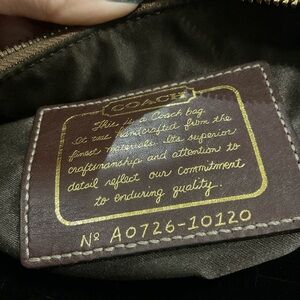 COACH
This is a Coach bag.
It was handcrafted from the
finest materials. Its superior
craftsmanship and attention to
detail reflect our commitment
to enduring quality.
Nº A0726-10120